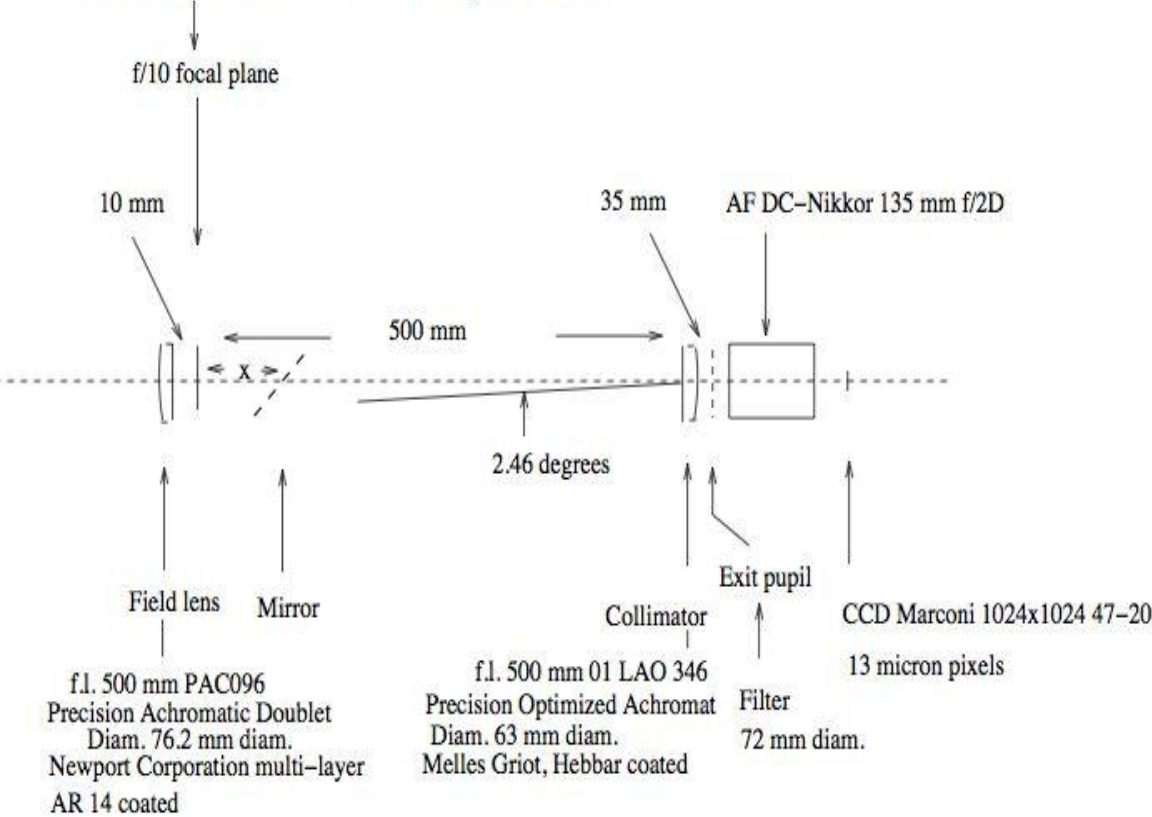 f/10 focal plane
10 mm
35 mm
AF DC–Nikkor 135 mm f/2D
500 mm
x
2.46 degrees
Field lens
Mirror
Exit pupil
Collimator
CCD Marconi 1024x1024 47–20
13 micron pixels
f.l. 500 mm PAC096
Precision Achromatic Doublet
Diam. 76.2 mm diam.
Newport Corporation multi–layer
AR 14 coated
f.l. 500 mm 01 LAO 346
Precision Optimized Achromat
Diam. 63 mm diam.
Melles Griot, Hebbar coated
Filter
72 mm diam.